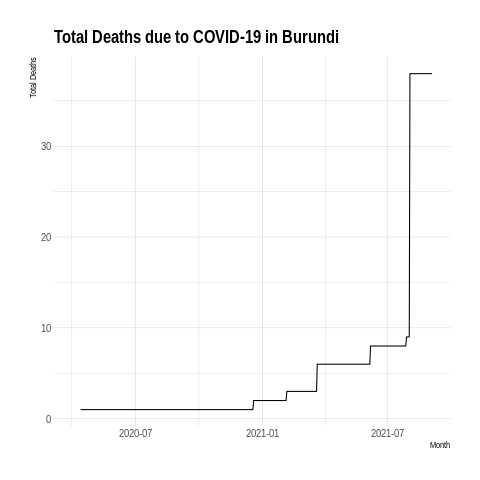 Total Deaths due to COVID-19 in Burundi
Total Deaths
30
20
10
0
2020-07
2021-01
2021-07
Month